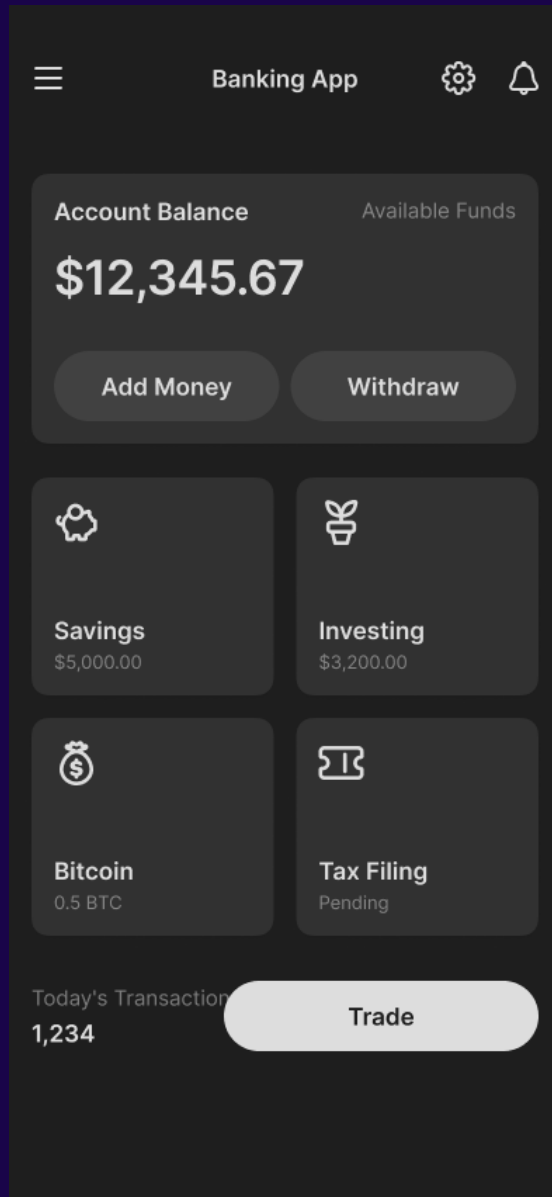 Banking App
Account Balance
Available Funds
$12,345.67
Add Money
Withdraw
Savings
$5,000.00
Investing
$3,200.00
Bitcoin
0.5 BTC
Tax Filing
Pending
Today's Transaction
1,234
Trade